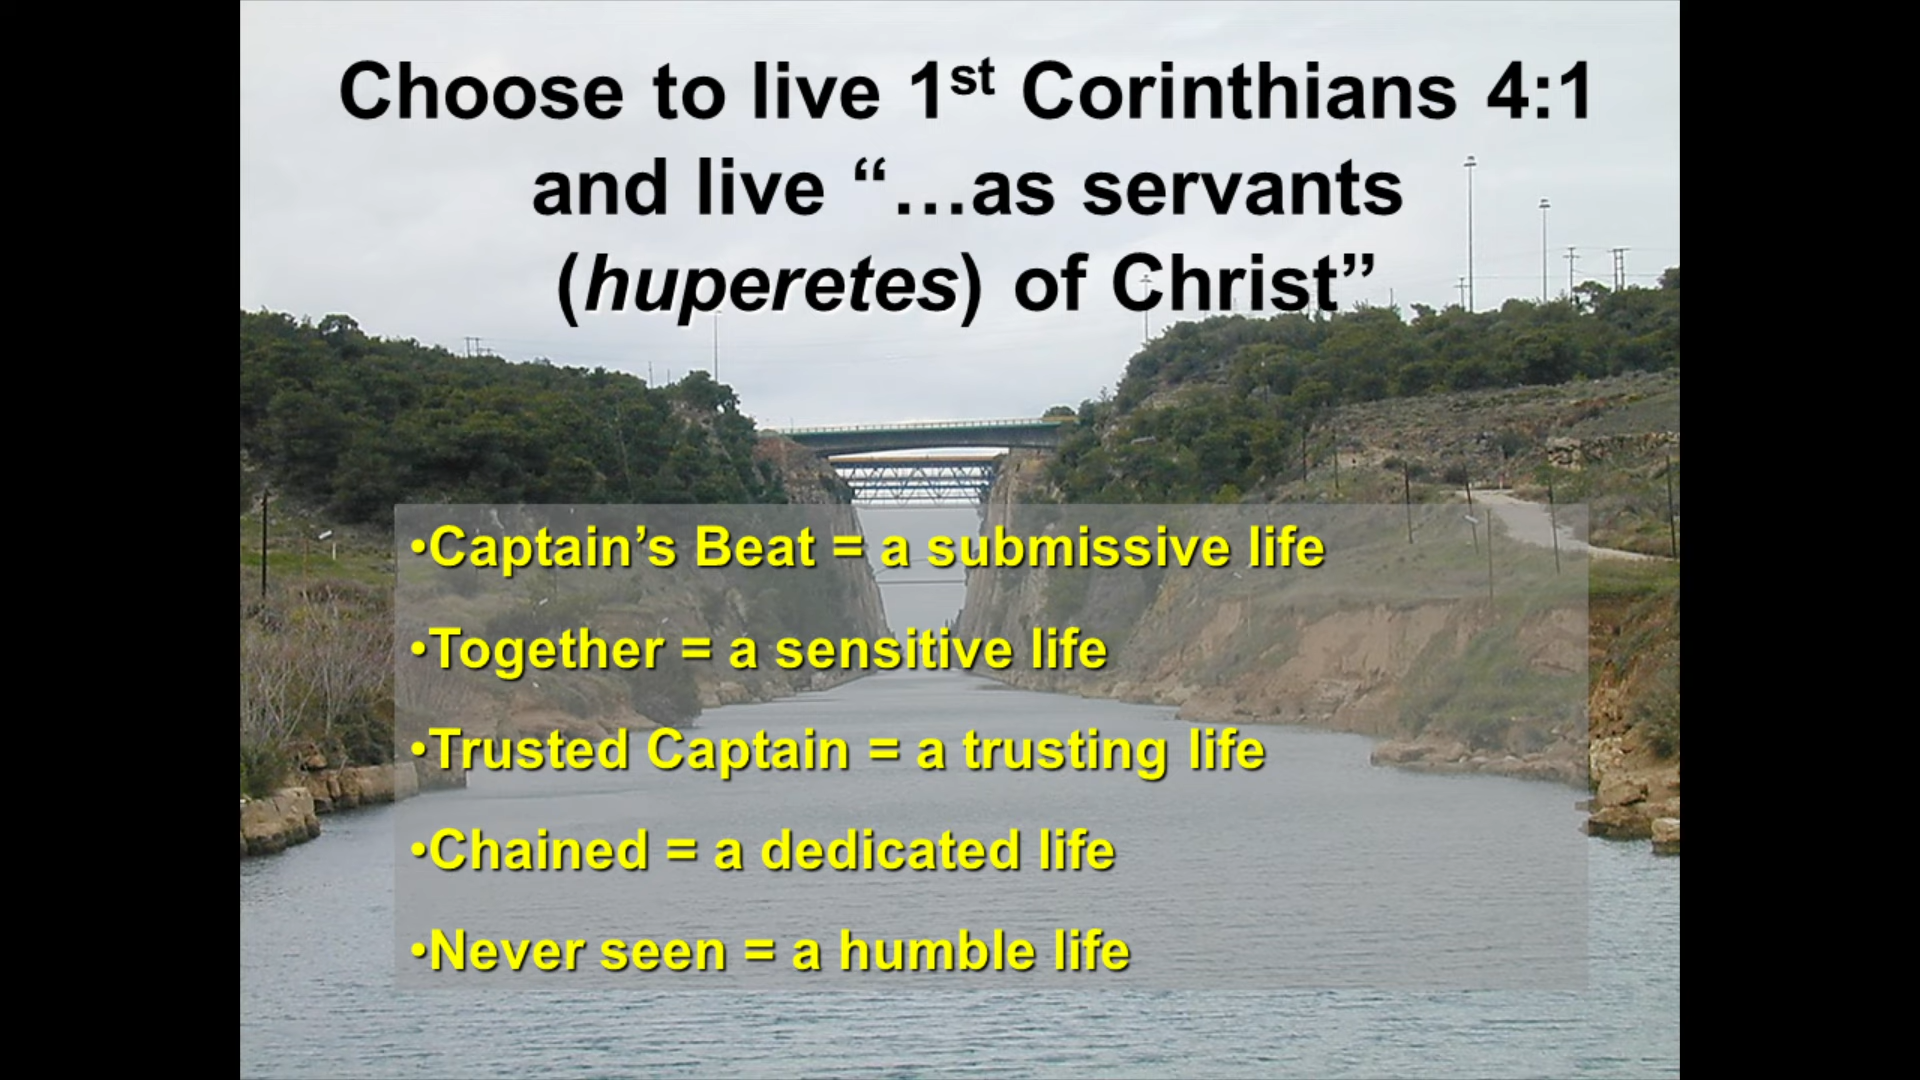 Choose to live 1st Corinthians 4:1
and live “…as servants
(huperetes) of Christ”
•Captain’s Beat = a submissive life
•Together = a sensitive life
•Trusted Captain = a trusting life
•Chained = a dedicated life
•Never seen = a humble life